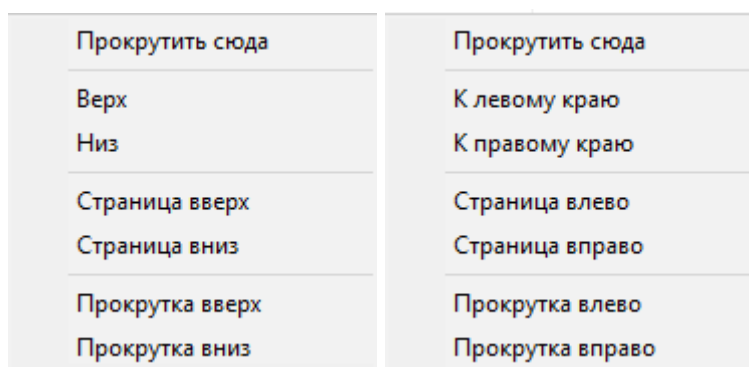 Прокрутить сюда
Верх
Низ
Страница вверх
Страница вниз
Прокрутка вверх
Прокрутка вниз
Прокрутить сюда
К левому краю
К правому краю
Страница влево
Страница вправо
Прокрутка влево
Прокрутка вправо